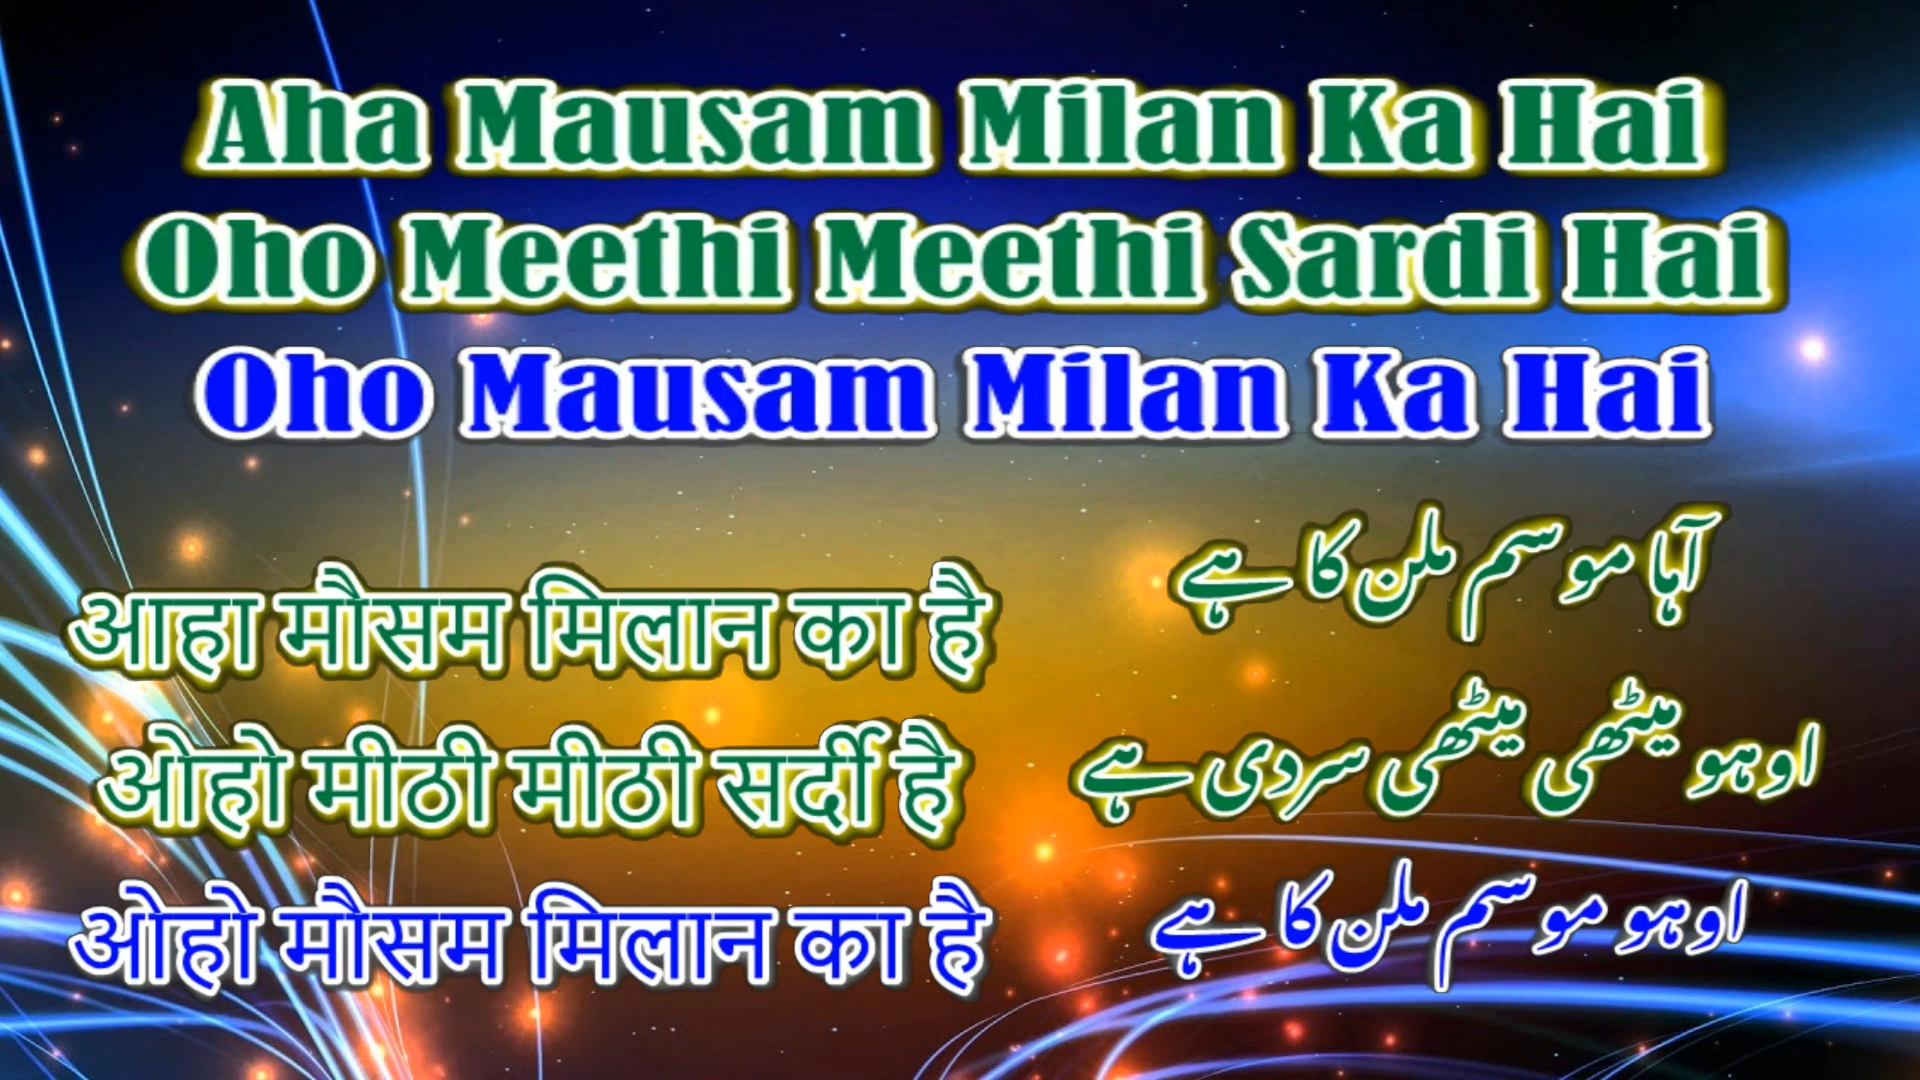 Aha Mausam Milan Ka Hai
Oho Meethi Meethi Sardi Hai
Oho Mausam Milan Ka Hai
आहा मौसम मिलान का है
ओहो मीठी मीठी सर्दी है
ओहो मौसम मिलान का है
آہا موسم ملن کا ہے
اوہو میٹھی میٹھی سردی ہے
اوہو موسم ملن کا ہے